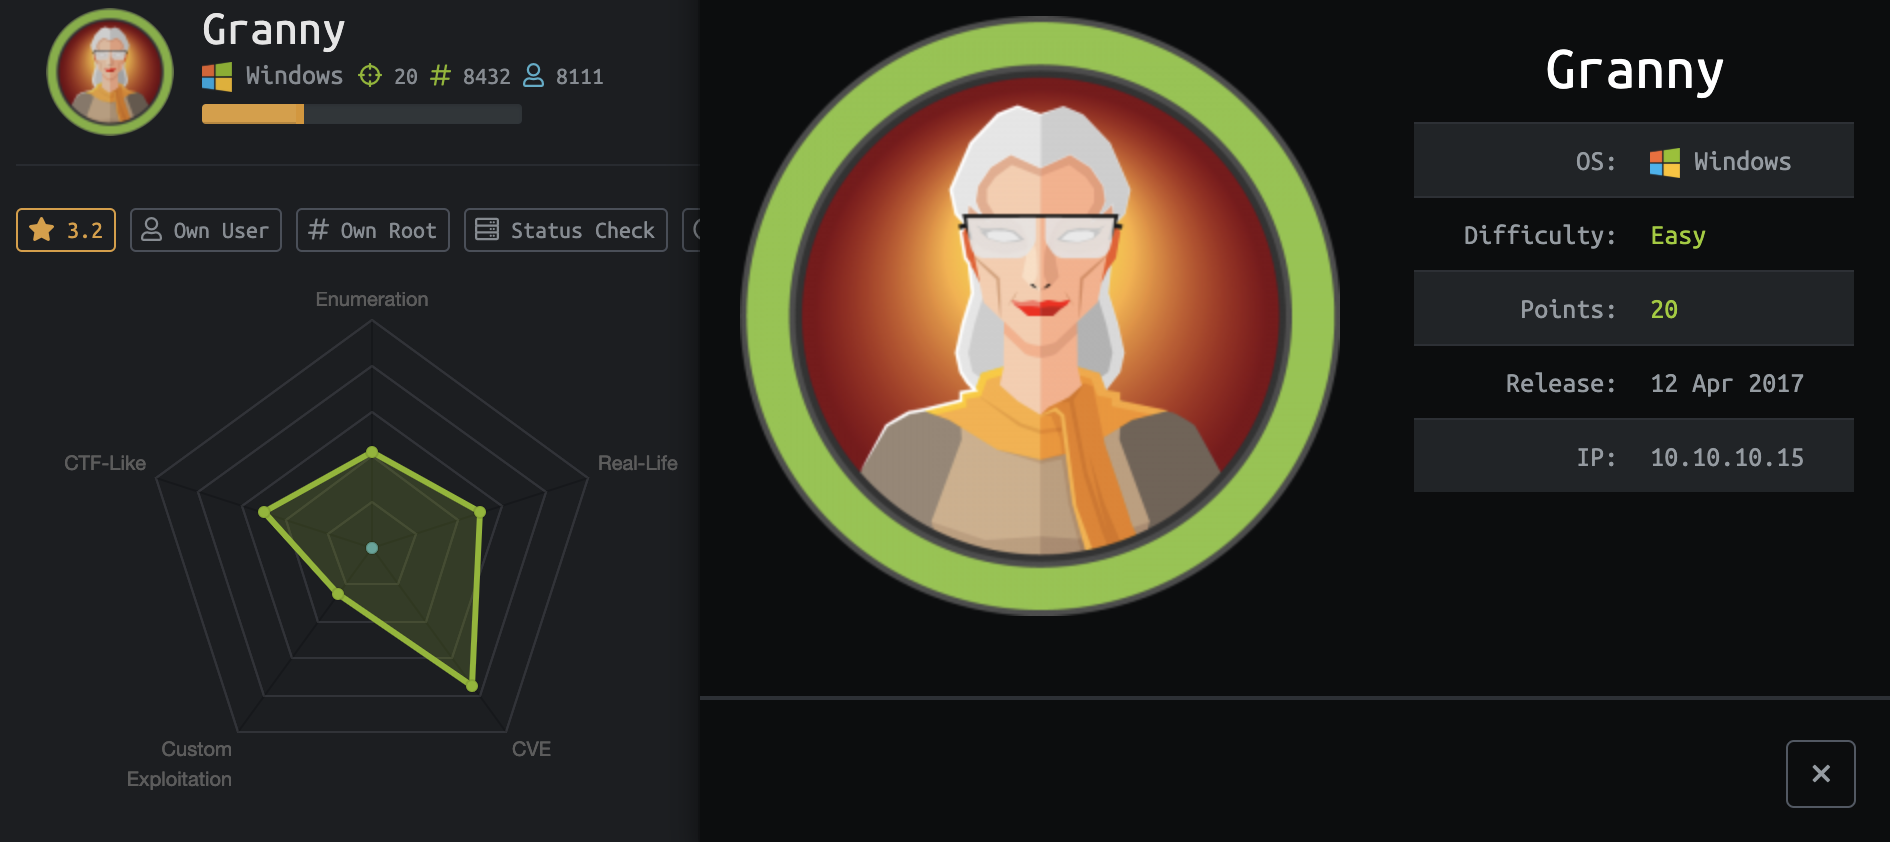 Granny
Windows 20 8432 8111
3.2 Own User Own Root Status Check
Enumeration
CTF-Like
Real-Life
Custom
Exploitation
CVE
Granny
OS: Windows
Difficulty: Easy
Points: 20
Release: 12 Apr 2017
IP: 10.10.10.15